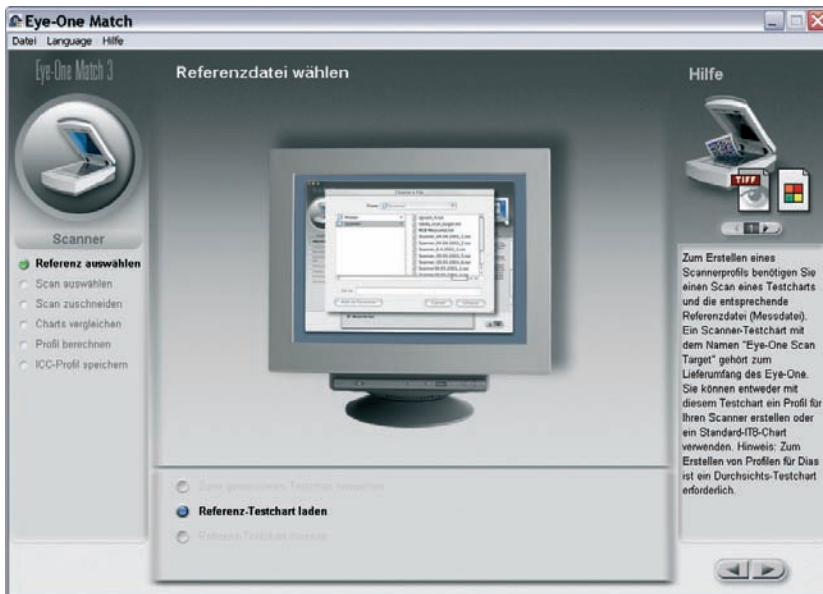 Eye-One Match
Datei Language Hilfe
Eye-One Match 3
Referenzdatei wählen
Hilfe
TIFF
1
Scanner
Referenz auswählen
Scan auswählen
Scan zuschneiden
Charts vergleichen
Profil berechnen
ICC-Profil speichern
Zum Erstellen eines
Scannerprofils benötigen Sie
einen Scan eines Testcharts
und die entsprechende
Referenzdatei (Messdatei).
Ein Scanner-Testchart mit
dem Namen "Eye-One Scan
Target" gehört zum
Lieferumfang des Eye-One.
Sie können entweder mit
diesem Testchart ein Profil für
Ihren Scanner erstellen oder
ein Standard-IT8-Chart
verwenden. Hinweis: Zum
Erstellen von Profilen für Dias
ist ein Durchsichts-Testchart
erforderlich.
Referenz-Testchart laden